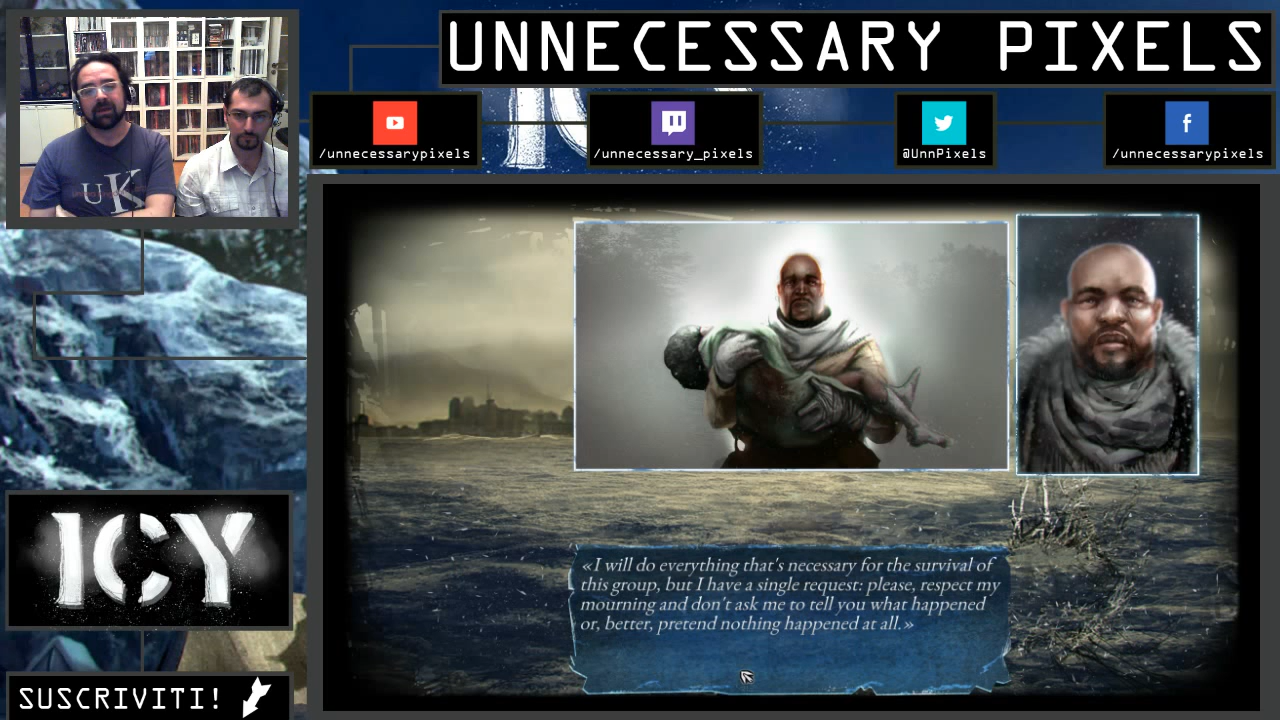 UNNECESSARY PIXELS
/unnecessarypixels
/unnecessary_pixels
@UnnPixels
/unnecessarypixels
UK
ICY
SUSCRIVITI!
«I will do everything that's necessary for the survival of
this group, but I have a single request: please, respect my
mourning and don't ask me to tell you what happened
or, better, pretend nothing happened at all.»